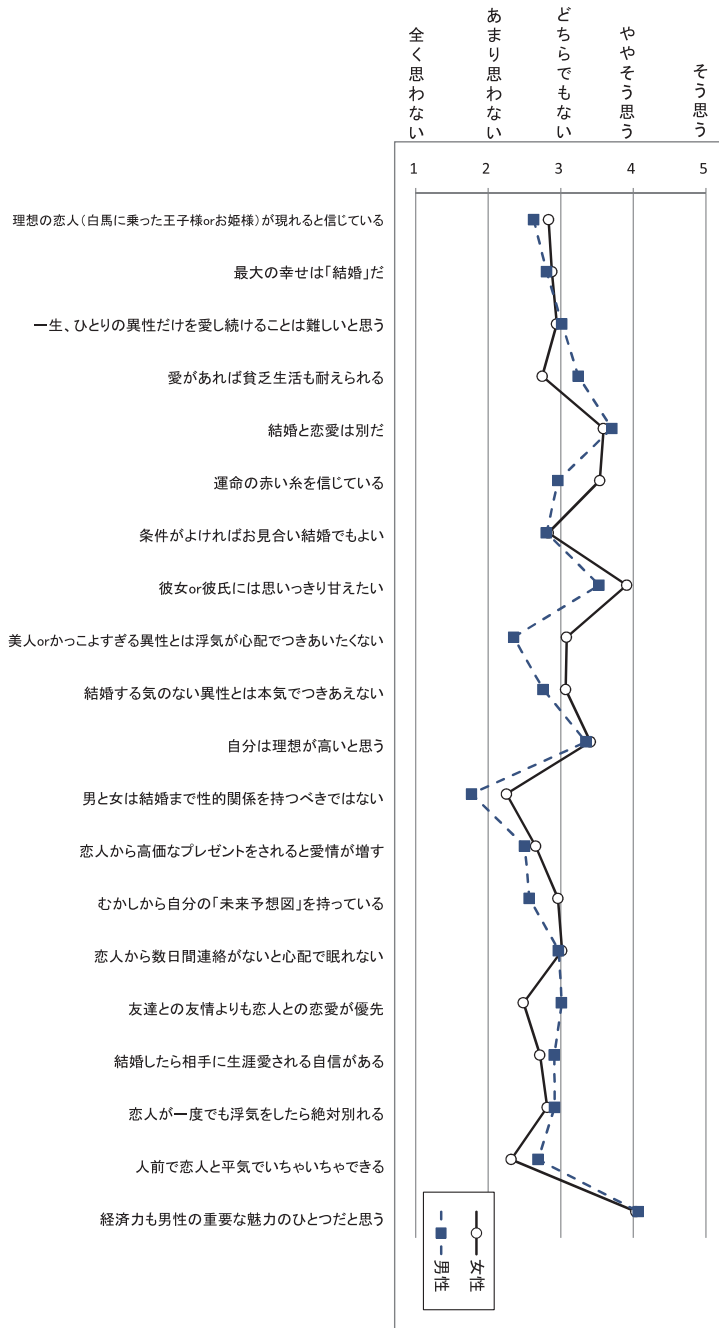 全く思わない
あまり思わない
どちらでもない
ややそう思う
そう思う
1 2 3 4 5
理想の恋人(白馬に乗った王子様orお姫様)が現れると信じている
最大の幸せは「結婚」だ
一生、ひとりの異性だけを愛し続けることは難しいと思う
愛があれば貧乏生活も耐えられる
結婚と恋愛は別だ
運命の赤い糸を信じている
条件がよければお見合い結婚でもよい
彼女or彼氏には思いっきり甘えたい
美人orかっこよすぎる異性とは浮気が心配でつきあいたくない
結婚する気のない異性とは本気でつきあえない
自分は理想が高いと思う
男と女は結婚まで性的関係を持つべきではない
恋人から高価なプレゼントをされると愛情が増す
むかしから自分の「未来予想図」を持っている
恋人から数日間連絡がないと心配で眠れない
友達との友情よりも恋人との恋愛が優先
結婚したら相手に生涯愛される自信がある
恋人が一度でも浮気をしたら絶対別れる
人前で恋人と平気でいちゃいちゃできる
経済力も男性の重要な魅力のひとつだと思う
女性
男性